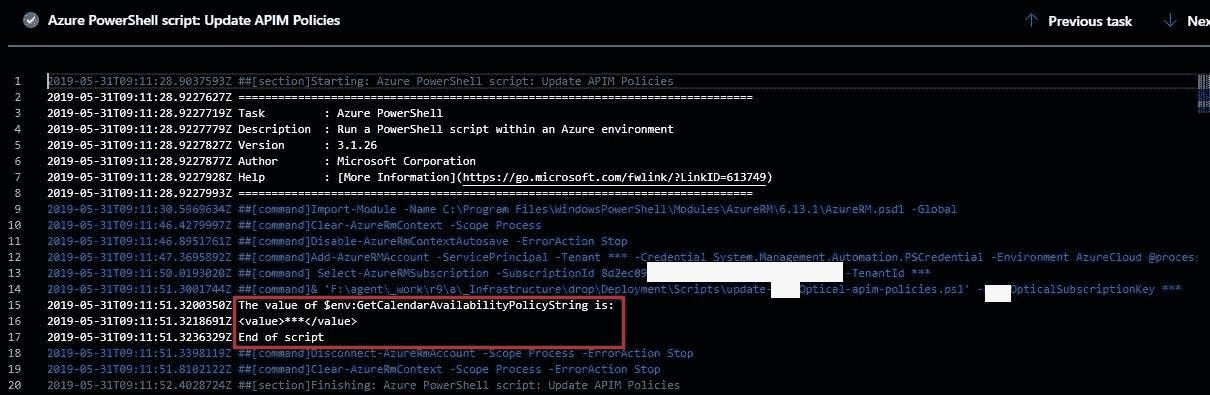 Azure PowerShell script: Update APIM Policies
Previous task
Nex
1 2019-05-31T09:11:28.9037593Z ##[section]Starting: Azure PowerShell script: Update APIM Policies
2 2019-05-31T09:11:28.9227627Z ==============================================================================
3 2019-05-31T09:11:28.9227719Z Task : Azure PowerShell
4 2019-05-31T09:11:28.9227779Z Description : Run a PowerShell script within an Azure environment
5 2019-05-31T09:11:28.9227827Z Version : 3.1.26
6 2019-05-31T09:11:28.9227877Z Author : Microsoft Corporation
7 2019-05-31T09:11:28.9227928Z Help : [More Information](https://go.microsoft.com/fwlink/?LinkID=613749)
8 2019-05-31T09:11:28.9227993Z ==============================================================================
9 2019-05-31T09:11:30.5969634Z ##[command]Import-Module -Name C:\Program Files\WindowsPowerShell\Modules\AzureRM\6.13.1\AzureRM.psd1 -Global
10 2019-05-31T09:11:46.4279997Z ##[command]Clear-AzureRmContext -Scope Process
11 2019-05-31T09:11:46.8951761Z ##[command]Disable-AzureRmContextAutosave -ErrorAction Stop
12 2019-05-31T09:11:47.3695892Z ##[command]Add-AzureRMAccount -ServicePrincipal -Tenant *** -Credential System.Management.Automation.PSCredential -Environment AzureCloud @proces
13 2019-05-31T09:11:50.0193020Z ##[command] Select-AzureRMSubscription -SubscriptionId 8d2ec09 -TenantId ***
14 2019-05-31T09:11:51.3001744Z ##[command]& 'F:\agent\_work\r9\a\_Infrastructure\drop\Deployment\Scripts\update- Optical-apim-policies.ps1' - OpticalSubscriptionKey ***
15 2019-05-31T09:11:51.3200350Z The value of $env:GetCalendarAvailabilityPolicyString is:
16 2019-05-31T09:11:51.3218691Z <value>***</value>
17 2019-05-31T09:11:51.3236329Z End of script
18 2019-05-31T09:11:51.3398119Z ##[command]Disconnect-AzureRmAccount -Scope Process -ErrorAction Stop
19 2019-05-31T09:11:51.8102122Z ##[command]Clear-AzureRmContext -Scope Process -ErrorAction Stop
20 2019-05-31T09:11:52.4028724Z ##[section]Finishing: Azure PowerShell script: Update APIM Policies